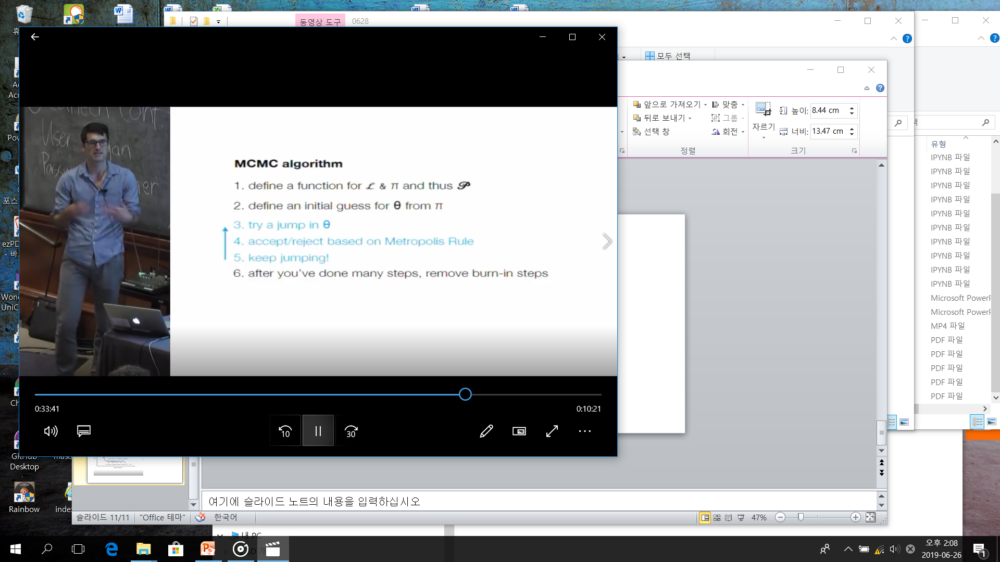 동영상 도구
0628
모두 선택
앞으로 가져오기
맞춤
뒤로 보내기
그룹
선택 창
회전
정렬
자르기
높이: 8.44 cm
너비: 13.47 cm
크기
유형
IPYNB 파일
IPYNB 파일
IPYNB 파일
IPYNB 파일
IPYNB 파일
IPYNB 파일
IPYNB 파일
IPYNB 파일
IPYNB 파일
IPYNB 파일
Microsoft Power
Microsoft Power
MP4 파일
PDF 파일
PDF 파일
PDF 파일
PDF 파일
PDF 파일
User
MCMC algorithm
1. define a function for ℒ & π and thus 𝒫
2. define an initial guess for θ from π
3. try a jump in θ
4. accept/reject based on Metropolis Rule
5. keep jumping!
6. after you've done many steps, remove burn-in steps
0:33:41
0:10:21
10
30
Desktop
Rainbow
여기에 슬라이드 노트의 내용을 입력하십시오
슬라이드 11/11
"Office 테마"
한국어
47%
내 PC
오후 2:08
2019-06-26
1